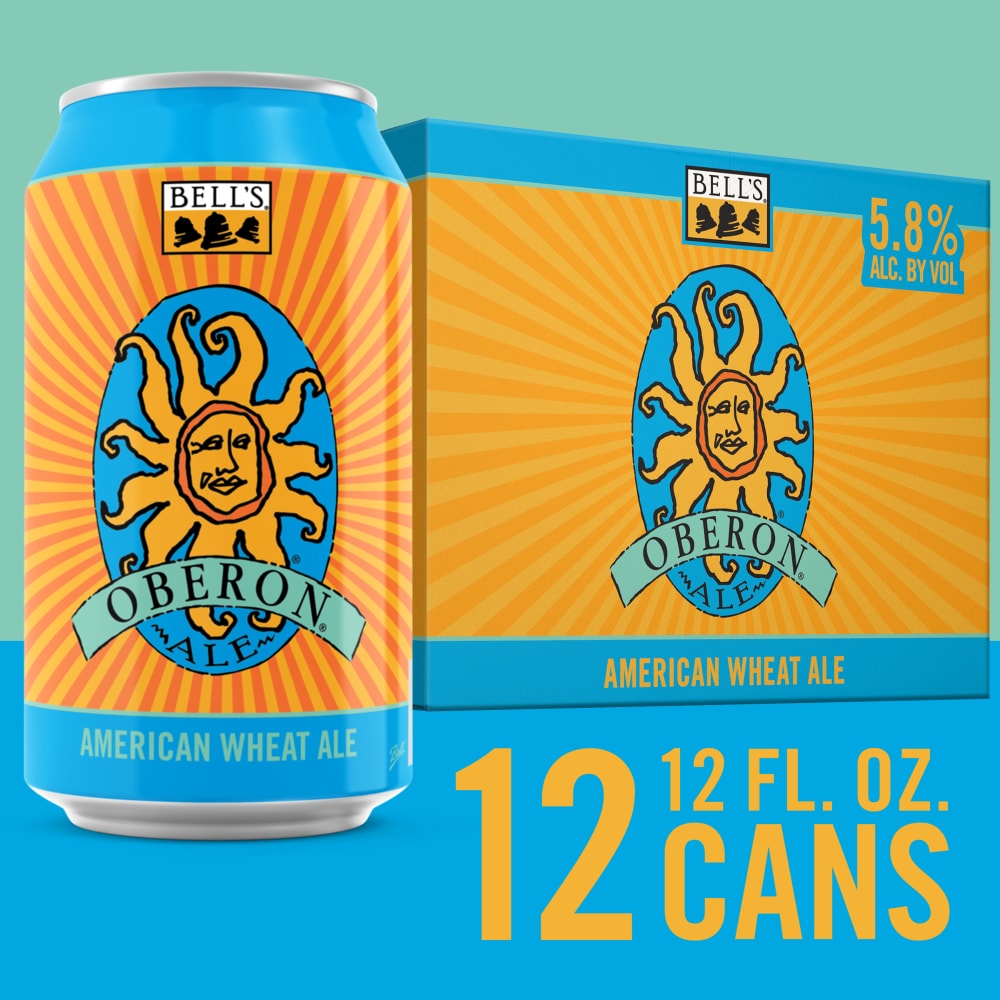 BELL'S®
OBERON®
ALE
AMERICAN WHEAT ALE
BELL'S®
5.8%
ALC. BY VOL
OBERON®
ALE
AMERICAN WHEAT ALE
12
12 FL. OZ.
CANS